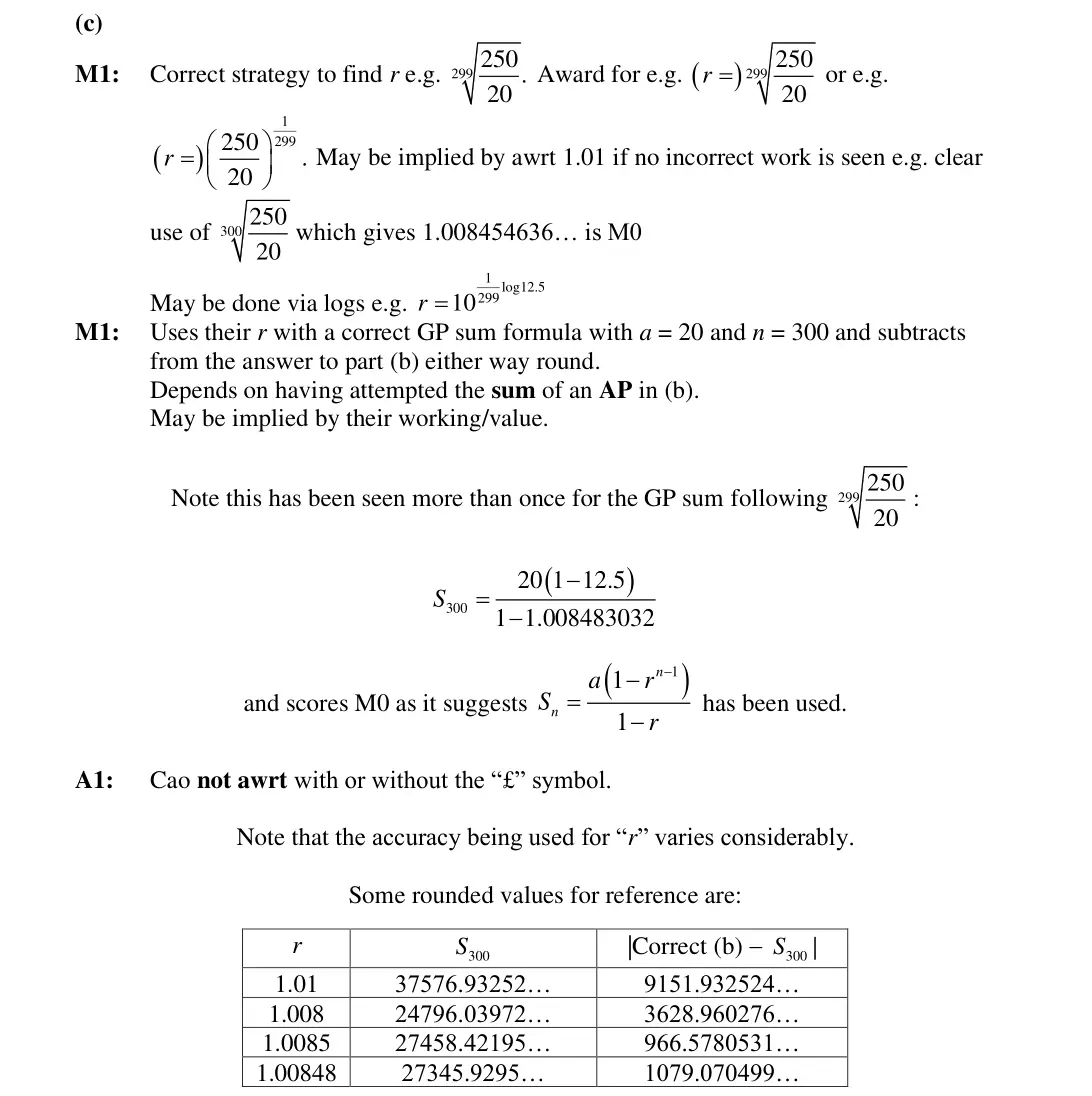 (c)
M1: Correct strategy to find r e.g. ²⁹⁹√(250/20). Award for e.g. (r =) ²⁹⁹√(250/20) or e.g.
(r =)(250/20)^(1/299). May be implied by awrt 1.01 if no incorrect work is seen e.g. clear
use of ³⁰⁰√(250/20) which gives 1.008454636… is M0
May be done via logs e.g. r = 10^((1/299)log12.5)
M1: Uses their r with a correct GP sum formula with a = 20 and n = 300 and subtracts
from the answer to part (b) either way round.
Depends on having attempted the sum of an AP in (b).
May be implied by their working/value.
Note this has been seen more than once for the GP sum following ²⁹⁹√(250/20) :
S₃₀₀ = 20(1−12.5)/(1−1.008483032)
and scores M0 as it suggests Sₙ = a(1−r^(n−1))/(1−r) has been used.
A1: Cao not awrt with or without the “£” symbol.
Note that the accuracy being used for “r” varies considerably.
Some rounded values for reference are:
r S₃₀₀ |Correct (b) – S₃₀₀|
1.01 37576.93252… 9151.932524…
1.008 24796.03972… 3628.960276…
1.0085 27458.42195… 966.5780531…
1.00848 27345.9295… 1079.070499…